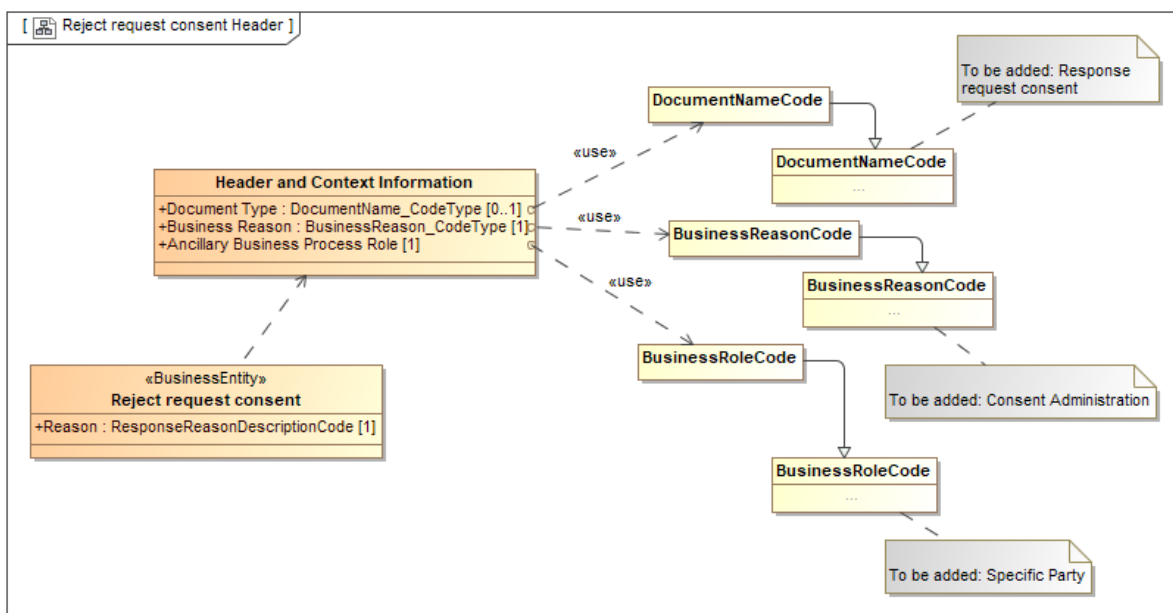 [ Reject request consent Header ]
To be added: Response
request consent
DocumentNameCode
«use»
DocumentNameCode
...
Header and Context Information
+Document Type : DocumentName_CodeType [0..1]
+Business Reason : BusinessReason_CodeType [1]
+Ancillary Business Process Role [1]
«use»
BusinessReasonCode
«use»
BusinessReasonCode
...
BusinessRoleCode
«BusinessEntity»
Reject request consent
+Reason : ResponseReasonDescriptionCode [1]
To be added: Consent Administration
BusinessRoleCode
...
To be added: Specific Party